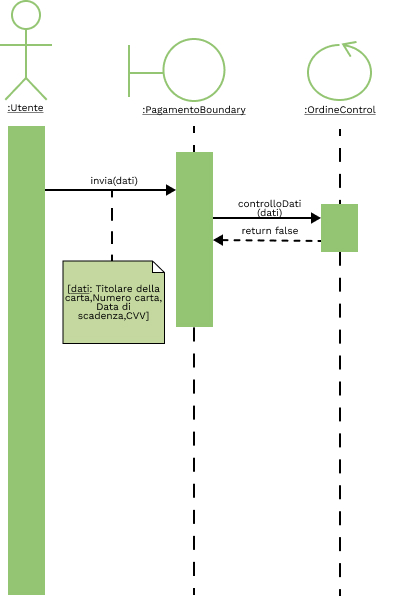 :Utente
:PagamentoBoundary
:OrdineControl
invia(dati)
controlloDati
(dati)
return false
[dati: Titolare della
carta,Numero carta,
Data di
scadenza,CVV]